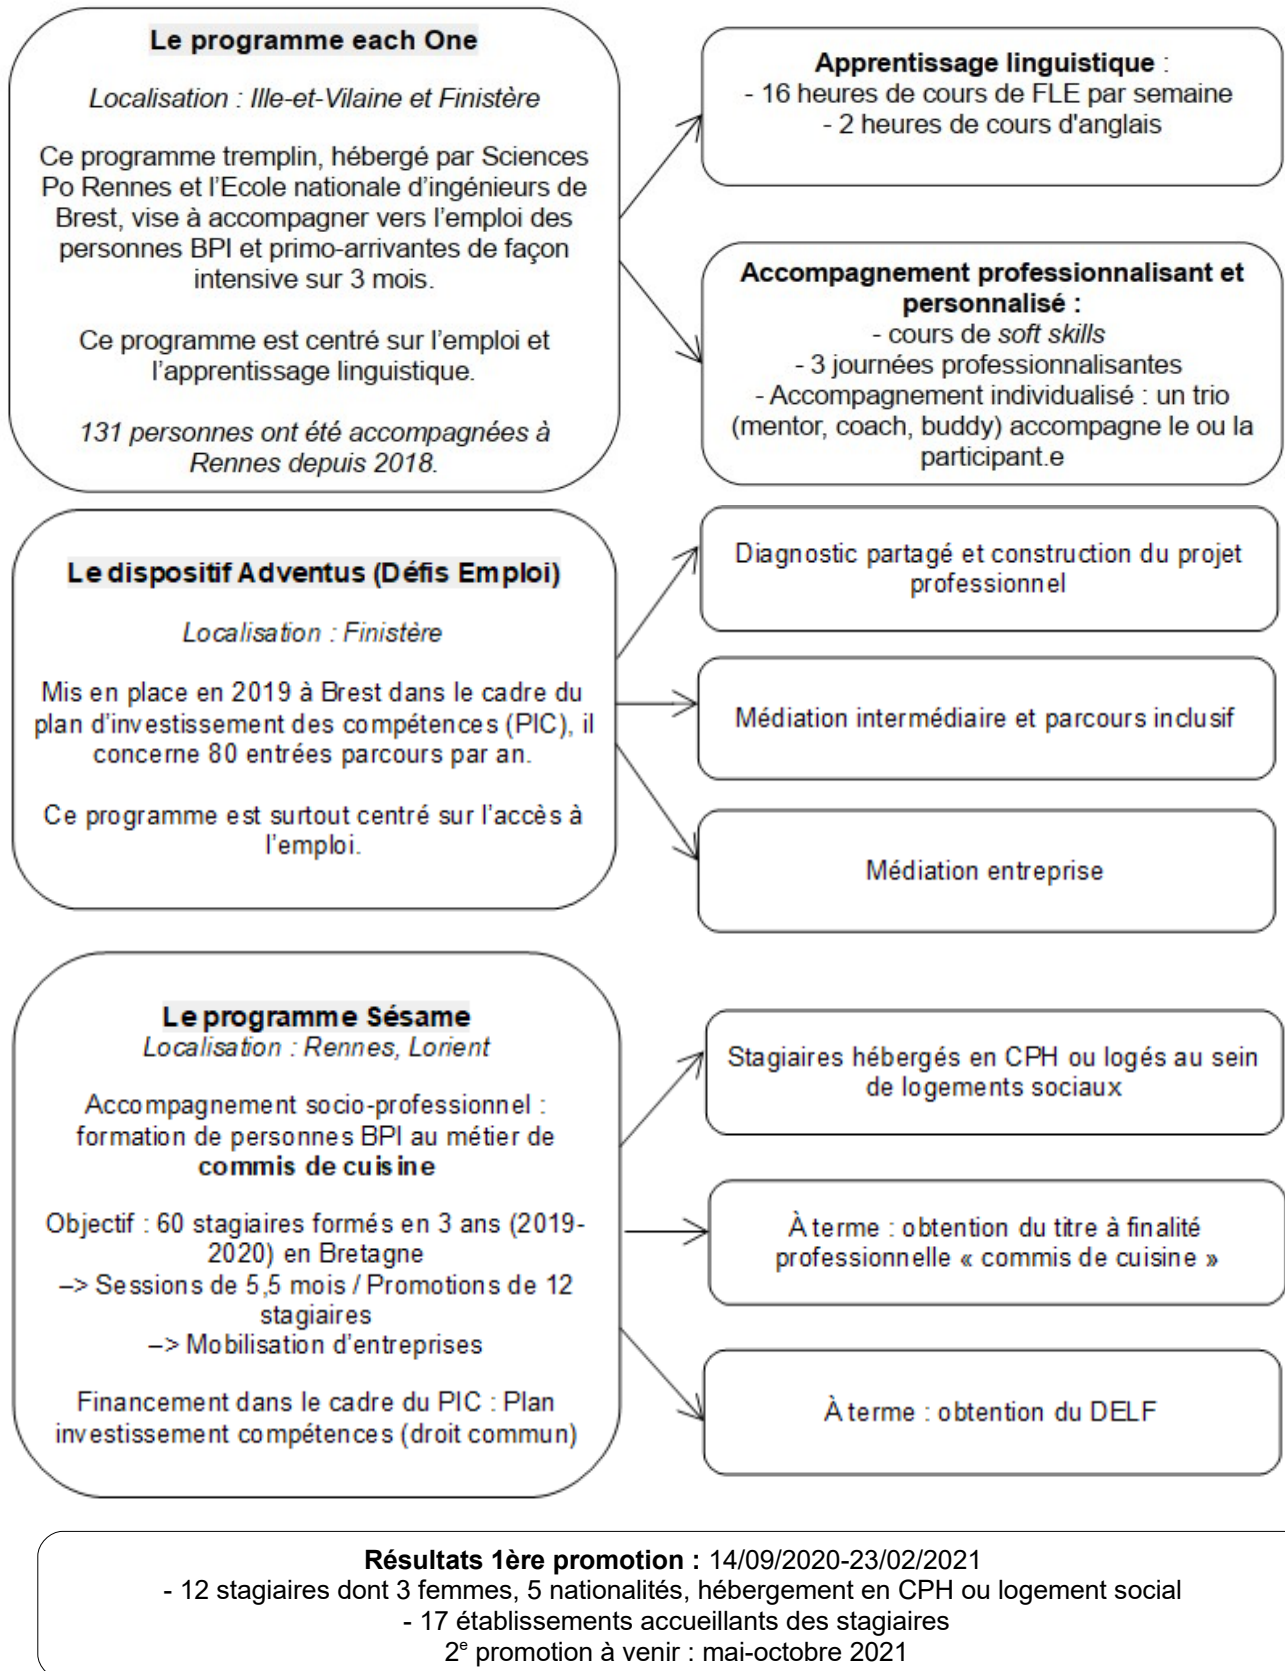 Le programme each One
Localisation : Ille-et-Vilaine et Finistère
Ce programme tremplin, hébergé par Sciences
Po Rennes et l’Ecole nationale d’ingénieurs de
Brest, vise à accompagner vers l’emploi des
personnes BPI et primo-arrivantes de façon
intensive sur 3 mois.
Ce programme est centré sur l’emploi et
l’apprentissage linguistique.
131 personnes ont été accompagnées à
Rennes depuis 2018.
Apprentissage linguistique :
- 16 heures de cours de FLE par semaine
- 2 heures de cours d'anglais
Accompagnement professionnalisant et
personnalisé :
- cours de soft skills
- 3 journées professionnalisantes
- Accompagnement individualisé : un trio
(mentor, coach, buddy) accompagne le ou la
participant.e
Le dispositif Adventus (Défis Emploi)
Localisation : Finistère
Mis en place en 2019 à Brest dans le cadre du
plan d’investissement des compétences (PIC), il
concerne 80 entrées parcours par an.
Ce programme est surtout centré sur l’accès à
l’emploi.
Diagnostic partagé et construction du projet
professionnel
Médiation intermédiaire et parcours inclusif
Médiation entreprise
Le programme Sésame
Localisation : Rennes, Lorient
Accompagnement socio-professionnel :
formation de personnes BPI au métier de
commis de cuisine
Objectif : 60 stagiaires formés en 3 ans (2019-
2020) en Bretagne
–> Sessions de 5,5 mois / Promotions de 12
stagiaires
–> Mobilisation d’entreprises
Financement dans le cadre du PIC : Plan
investissement compétences (droit commun)
Stagiaires hébergés en CPH ou logés au sein
de logements sociaux
À terme : obtention du titre à finalité
professionnelle « commis de cuisine »
À terme : obtention du DELF
Résultats 1ère promotion : 14/09/2020-23/02/2021
- 12 stagiaires dont 3 femmes, 5 nationalités, hébergement en CPH ou logement social
- 17 établissements accueillants des stagiaires
2e promotion à venir : mai-octobre 2021